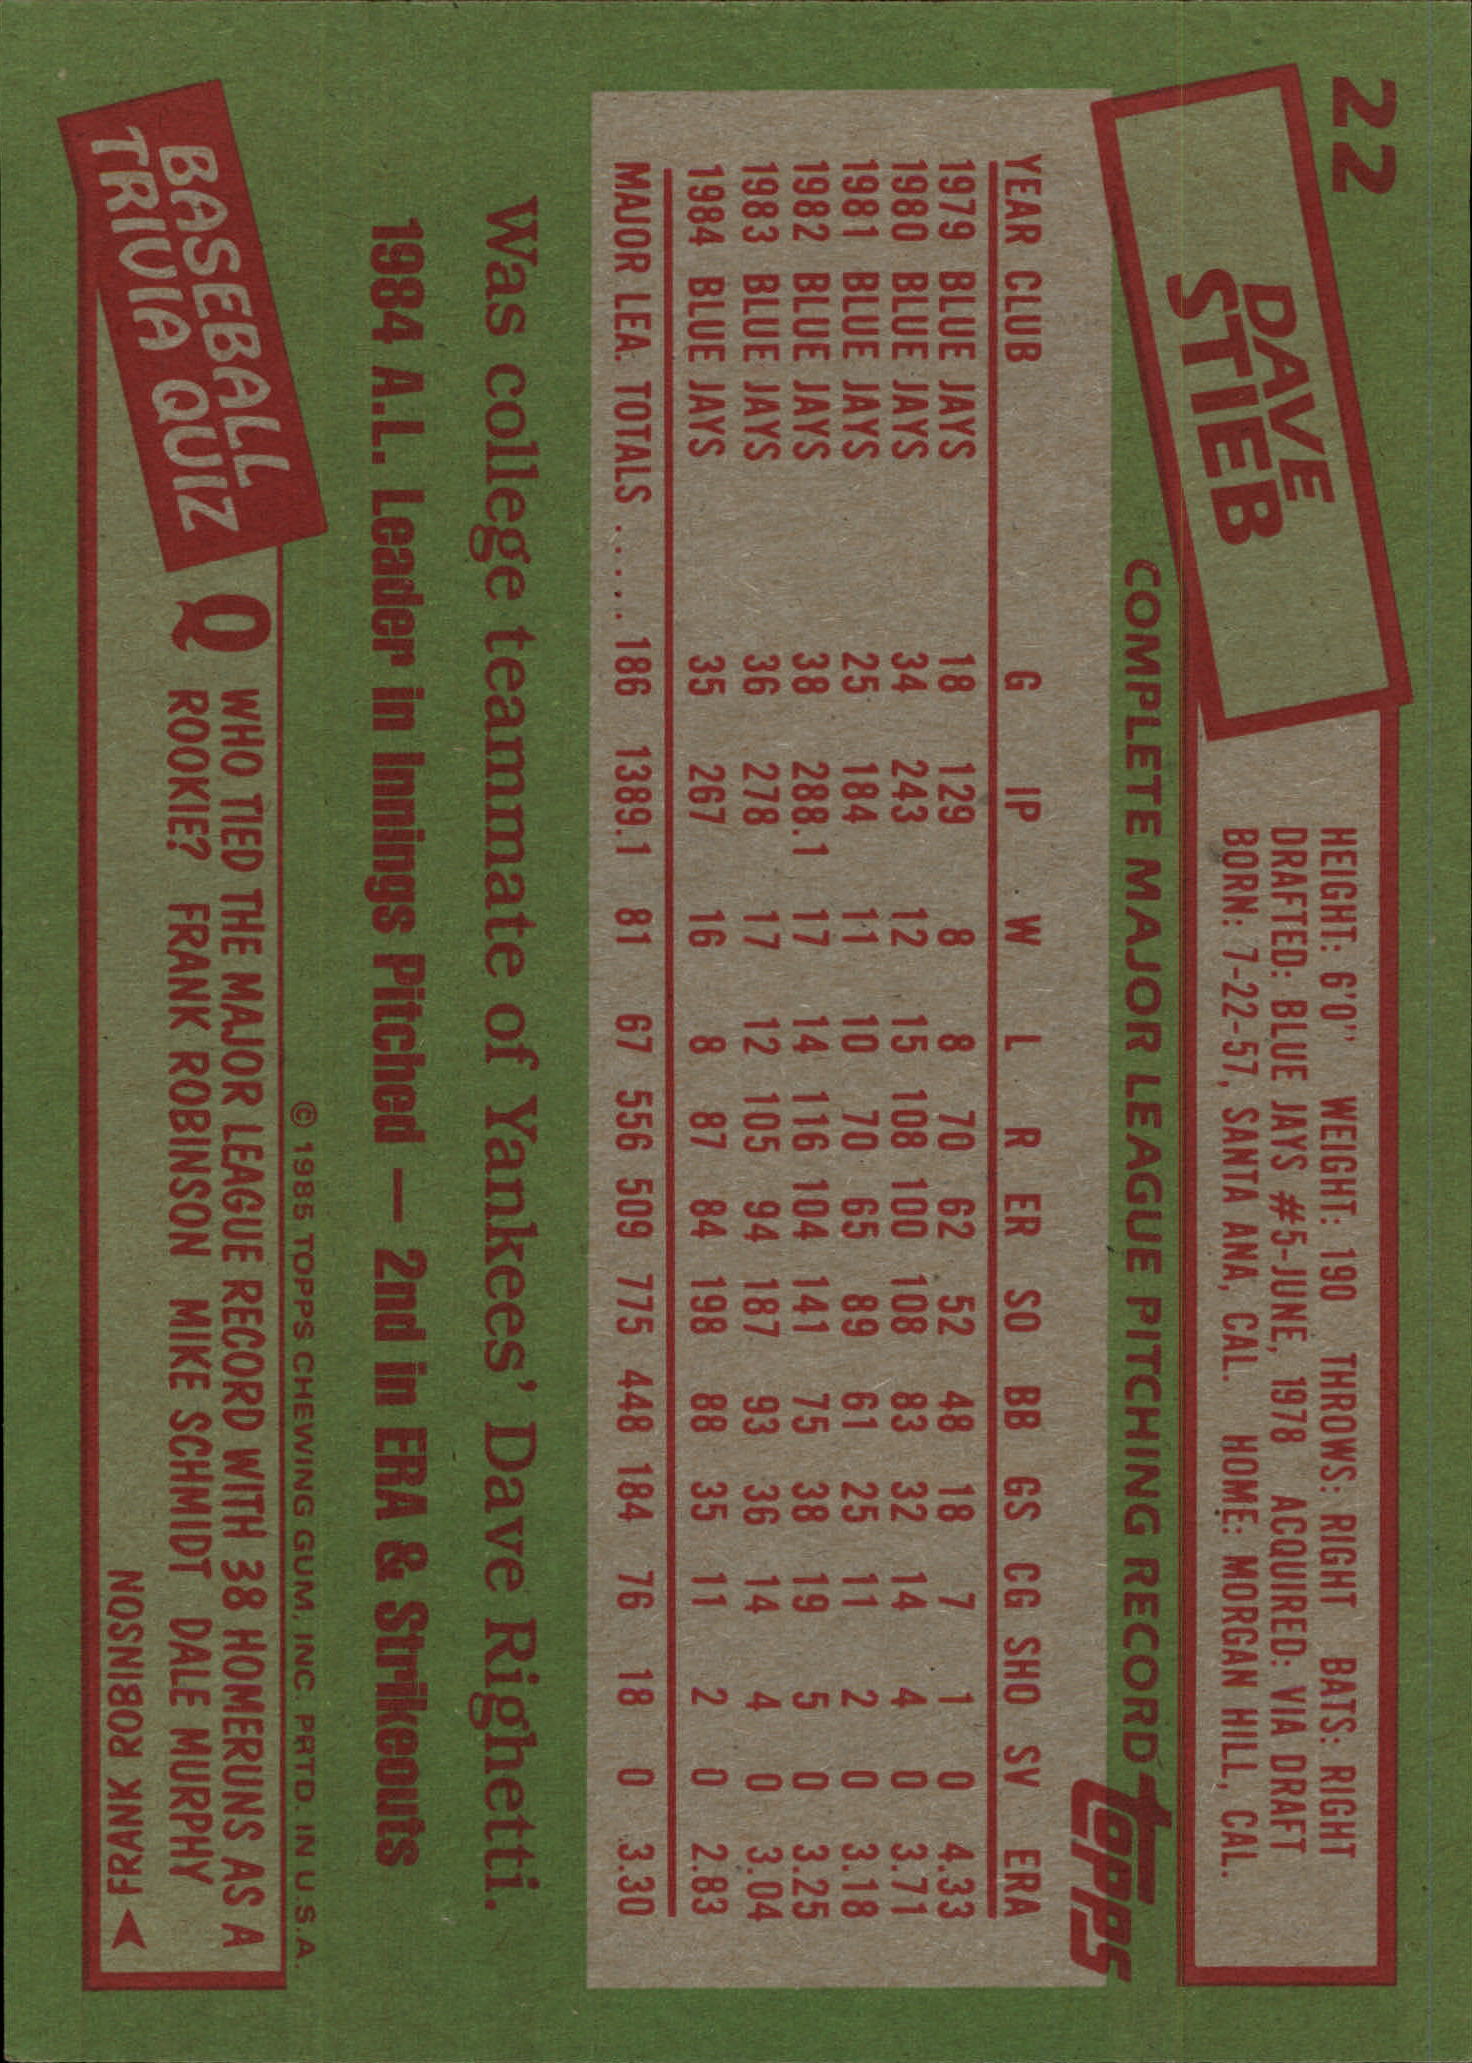 22
DAVE
STIEB
HEIGHT: 6'0" WEIGHT: 190 THROWS: RIGHT BATS: RIGHT
DRAFTED: BLUE JAYS #5-JUNE, 1978 ACQUIRED: VIA DRAFT
BORN: 7-22-57, SANTA ANA, CAL. HOME: MORGAN HILL, CAL.
COMPLETE MAJOR LEAGUE PITCHING RECORD
Topps
YEAR CLUB G IP W L R ER SO BB GS CG SHO SV ERA
1979 BLUE JAYS 18 129 8 8 70 62 52 48 18 7 1 0 4.33
1980 BLUE JAYS 34 243 12 15 108 100 108 83 32 14 4 0 3.71
1981 BLUE JAYS 25 184 11 10 70 65 89 61 25 11 2 0 3.18
1982 BLUE JAYS 38 288.1 17 14 116 104 141 75 38 19 5 0 3.25
1983 BLUE JAYS 36 278 17 12 105 94 187 93 36 14 4 0 3.04
1984 BLUE JAYS 35 267 16 8 87 84 198 88 35 11 2 0 2.83
MAJOR LEA. TOTALS ..... 186 1389.1 81 67 556 509 775 448 184 76 18 0 3.30
Was college teammate of Yankees' Dave Righetti.
1984 A.L. Leader in Innings Pitched — 2nd in ERA & Strikeouts
© 1985 TOPPS CHEWING GUM, INC. PRTD. IN U.S.A.
BASEBALL
TRIVIA QUIZ
Q WHO TIED THE MAJOR LEAGUE RECORD WITH 38 HOMERUNS AS A
ROOKIE? FRANK ROBINSON MIKE SCHMIDT DALE MURPHY
FRANK ROBINSON